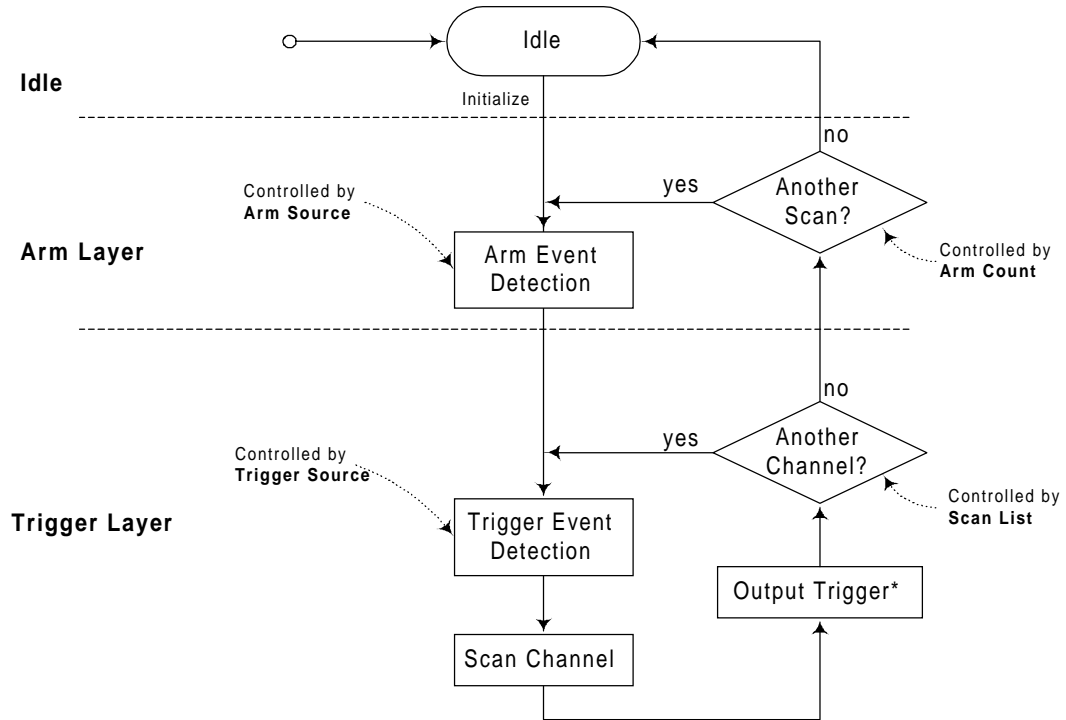 Idle
Idle
Initialize
no
yes
Another
Scan?
Controlled by
Arm Source
Arm Layer
Arm Event
Detection
Controlled by
Arm Count
no
yes
Another
Channel?
Controlled by
Trigger Source
Controlled by
Scan List
Trigger Layer
Trigger Event
Detection
Output Trigger*
Scan Channel